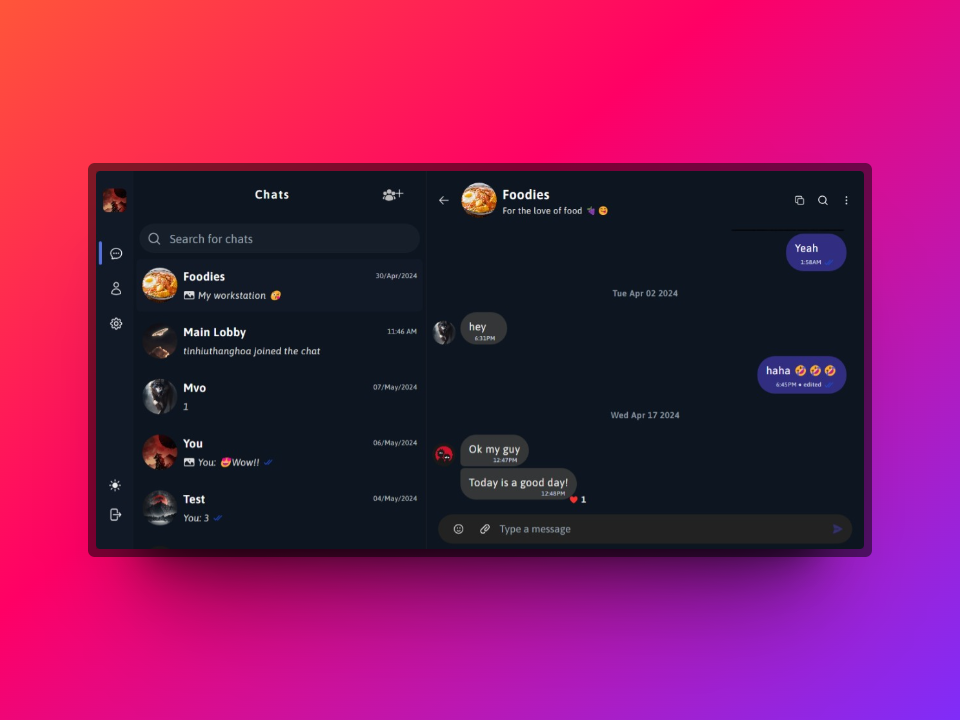 Chats
Search for chats
Foodies
30/Apr/2024
My workstation 🤪
Main Lobby
11:46 AM
tinhiuthanghoa joined the chat
Mvo
07/May/2024
1
You
06/May/2024
You: 😍Wow!!
Test
04/May/2024
You: 3
Foodies
For the love of food 🍇 😋
Yeah
1:58AM
Tue Apr 02 2024
hey
6:31PM
haha 🤣 🤣 🤣
6:45PM • edited
Wed Apr 17 2024
Ok my guy
12:47PM
Today is a good day!
12:48PM
❤️ 1
Type a message